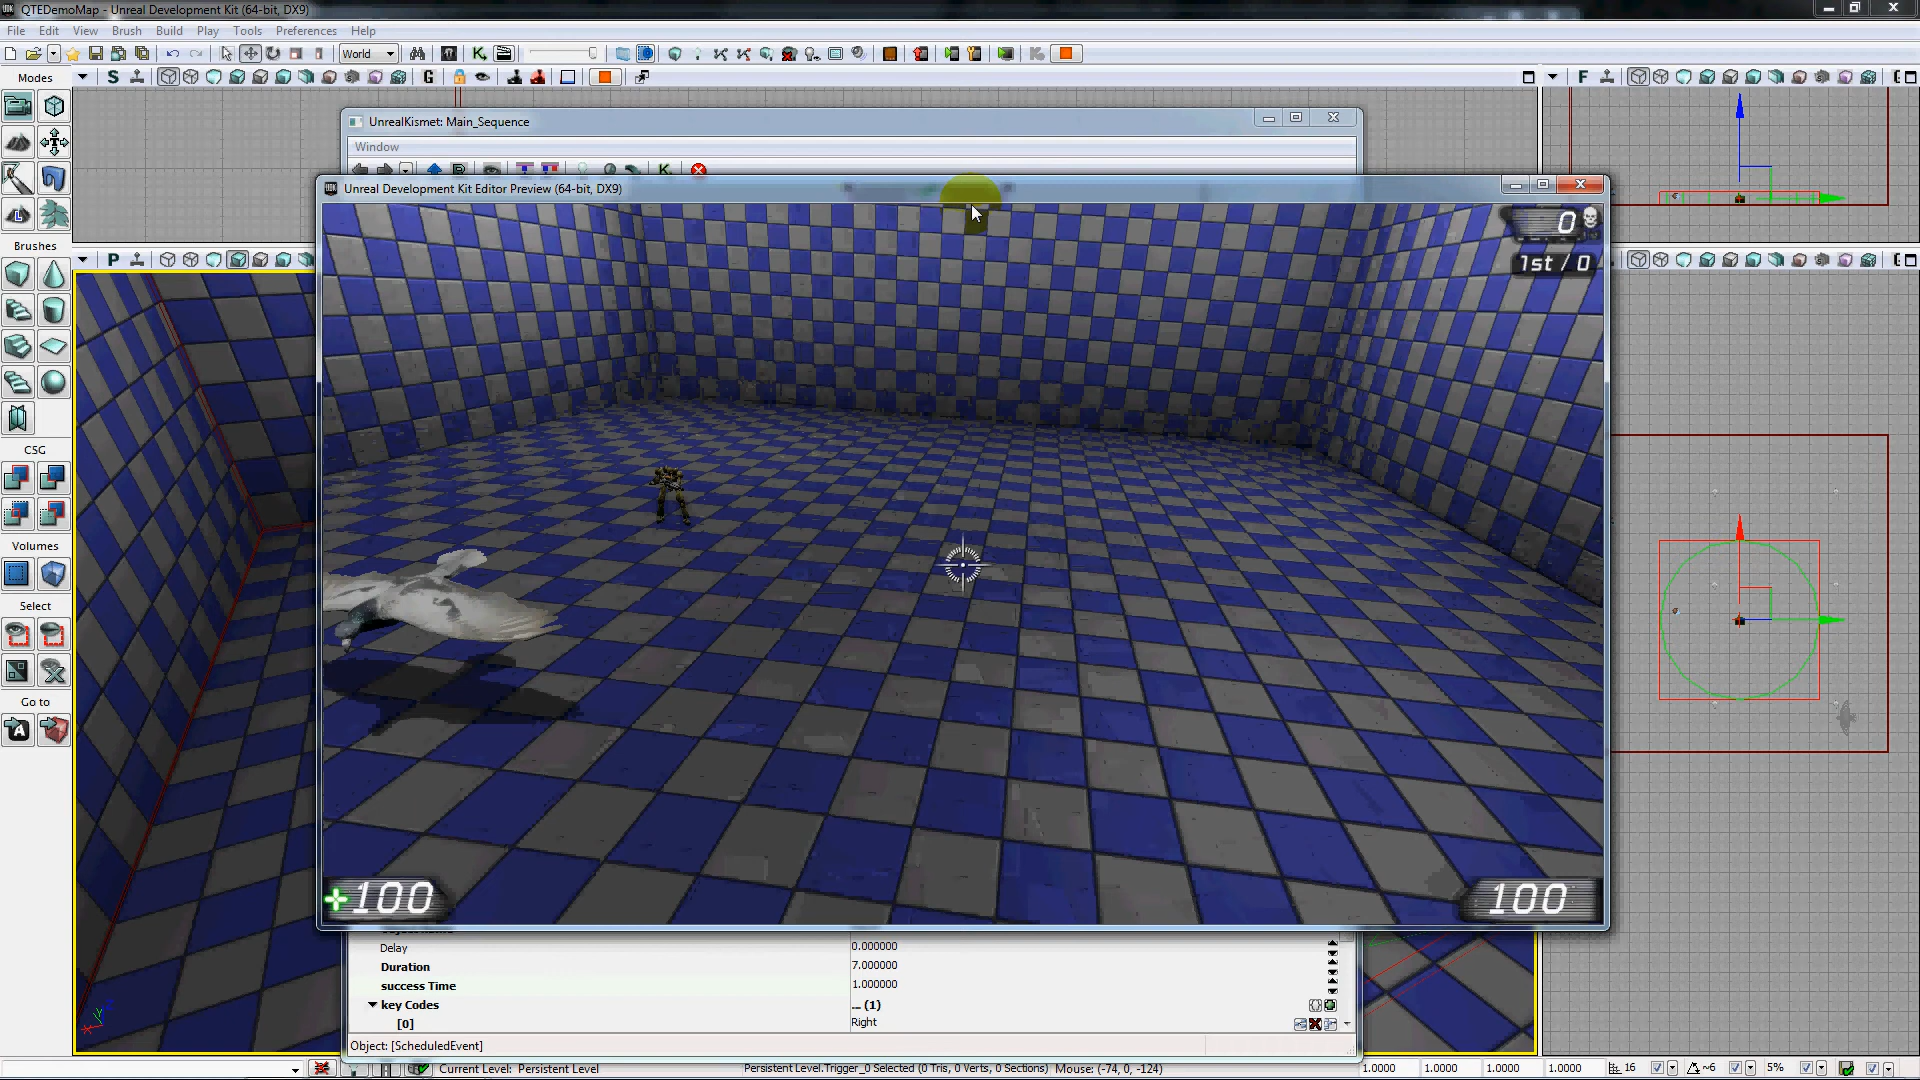 QTEDemoMap - Unreal Development Kit (64-bit, DX9)
File Edit View Brush Build Play Tools Preferences Help
World
Modes
S
G
F
UnrealKismet: Main_Sequence
Window
Unreal Development Kit Editor Preview (64-bit, DX9)
0
1st / 0
Brushes
P
CSG
Volumes
Select
Go to
100
100
Delay 0.000000
Duration 7.000000
success Time 1.000000
key Codes ... (1)
[0] Right
Object: [ScheduledEvent]
Current Level: Persistent Level
Persistent Level.Trigger_0 Selected (0 Tris, 0 Verts, 0 Sections) Mouse: (-74, 0, -124)
1.0000 1.0000 1.0000 1.0000 16 ~6 5%